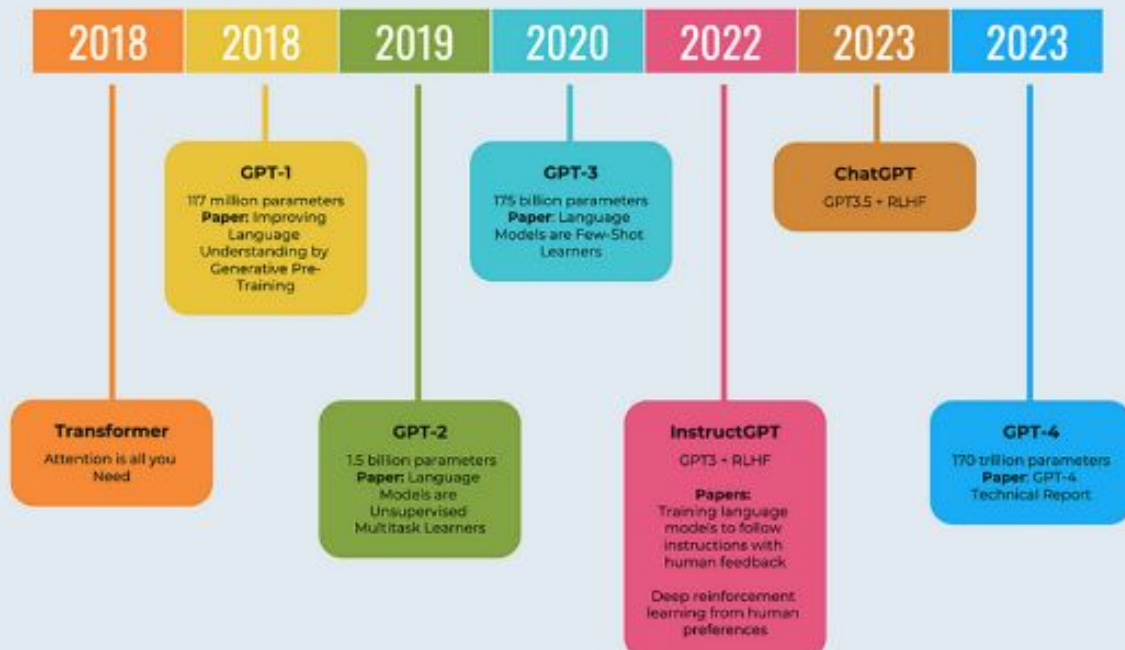 2018 2018 2019 2020 2022 2023 2023
GPT-1
117 million parameters
Paper: Improving
Language
Understanding by
Generative Pre-
Training
GPT-3
175 billion parameters
Paper: Language
Models are Few-Shot
Learners
ChatGPT
GPT3.5 + RLHF
Transformer
Attention is all you
Need
GPT-2
1.5 billion parameters
Paper: Language
Models are
Unsupervised
Multitask Learners
InstructGPT
GPT3 + RLHF
Papers:
Training language
models to follow
instructions with
human feedback
Deep reinforcement
learning from human
preferences
GPT-4
170 trillion parameters
Paper: GPT-4
Technical Report